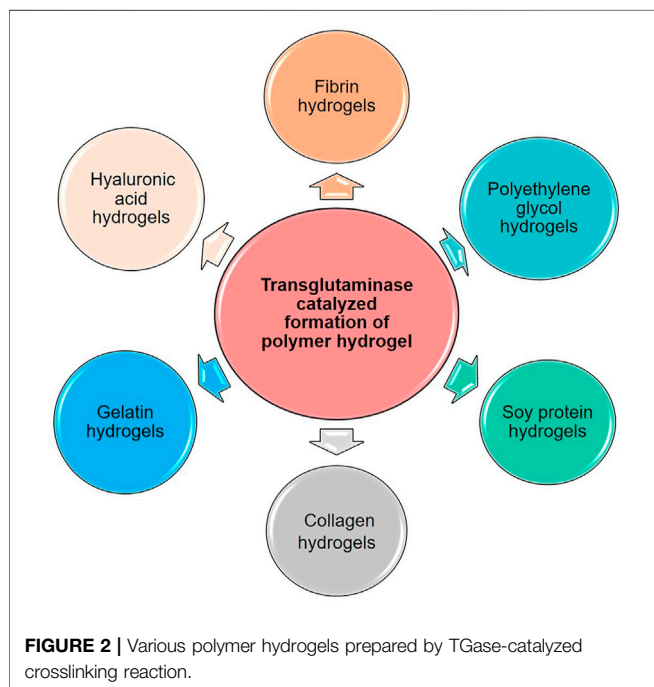 Fibrin
hydrogels
Hyaluronic
acid
hydrogels
Polyethylene
glycol
hydrogels
Transglutaminase
catalyzed
formation of
polymer hydrogel
Gelatin
hydrogels
Soy protein
hydrogels
Collagen
hydrogels
FIGURE 2 | Various polymer hydrogels prepared by TGase-catalyzed
crosslinking reaction.